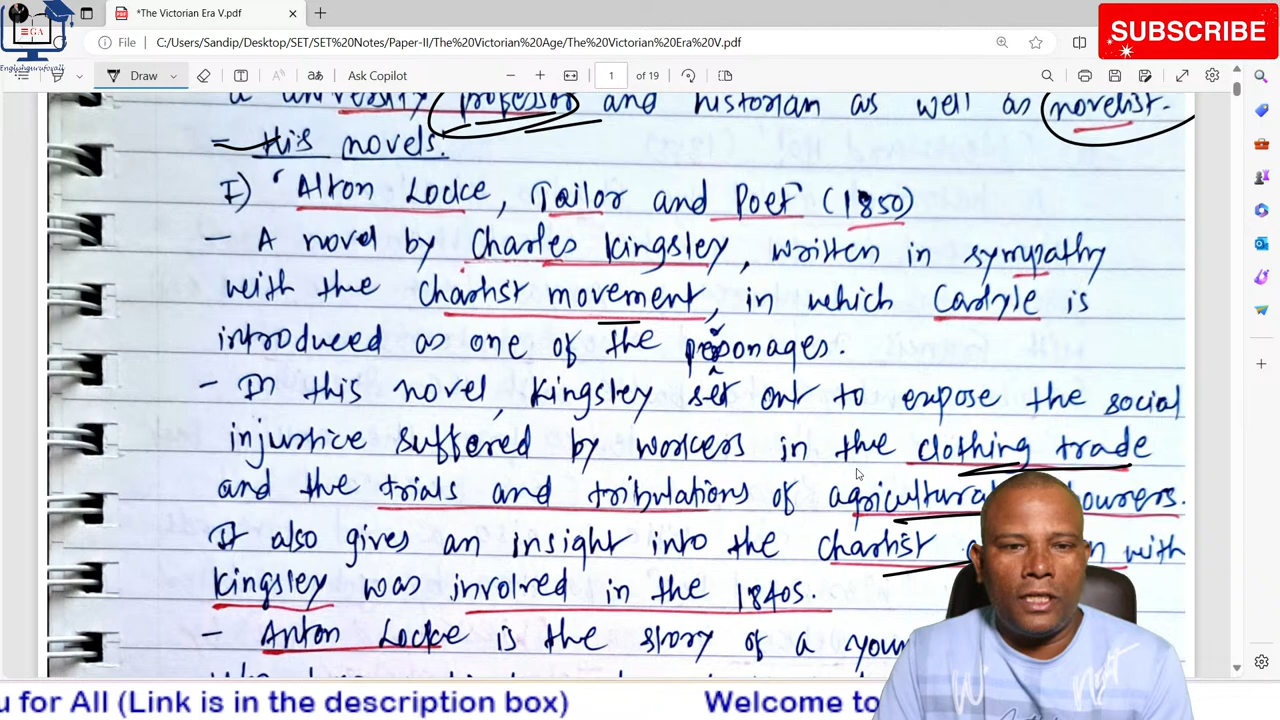 *The Victorian Era V.pdf
SUBSCRIBE
EGA
Englishguruforall
File C:/Users/Sandip/Desktop/SET/SET%20Notes/Paper-II/The%20Victorian%20Age/The%20Victorian%20Era%20V.pdf
Draw Ask Copilot 1 of 19
a university professor and historian as well as novelist.
- His novels.
I) 'Alton Locke, Tailor and Poet' (1850)
- A novel by Charles Kingsley, written in sympathy
with the Chartist movement, in which Carlyle is
introduced as one of the personages.
- In this novel, Kingsley set out to expose the social
injustice suffered by workers in the clothing trade
and the trials and tribulations of agricultural
It also gives an insight into the Chartist with
Kingsley was involved in the 1840s.
- Anton Locke is the story of a
u for All (Link is in the description box) Welcome to